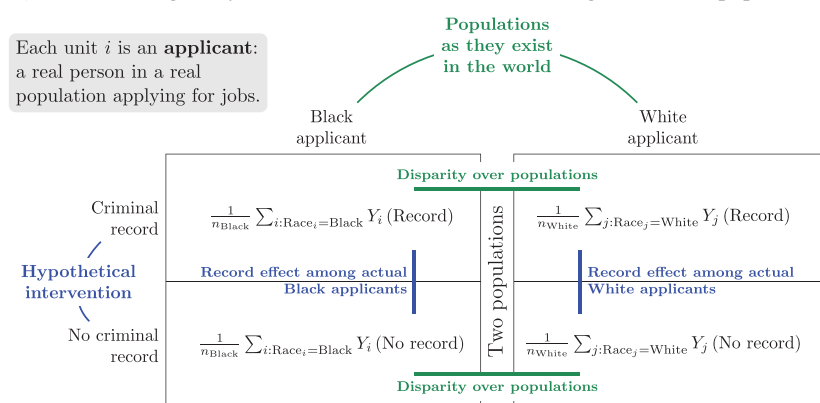 Populations
as they exist
in the world
Each unit i is an applicant:
a real person in a real
population applying for jobs.
Black
applicant
White
applicant
Disparity over populations
Criminal
record
1/n_Black ∑_{i:Race_i=Black} Y_i (Record)
1/n_White ∑_{j:Race_j=White} Y_j (Record)
Two populations
Hypothetical
intervention
Record effect among actual
Black applicants
Record effect among actual
White applicants
No criminal
record
1/n_Black ∑_{i:Race_i=Black} Y_i (No record)
1/n_White ∑_{j:Race_j=White} Y_j (No record)
Disparity over populations